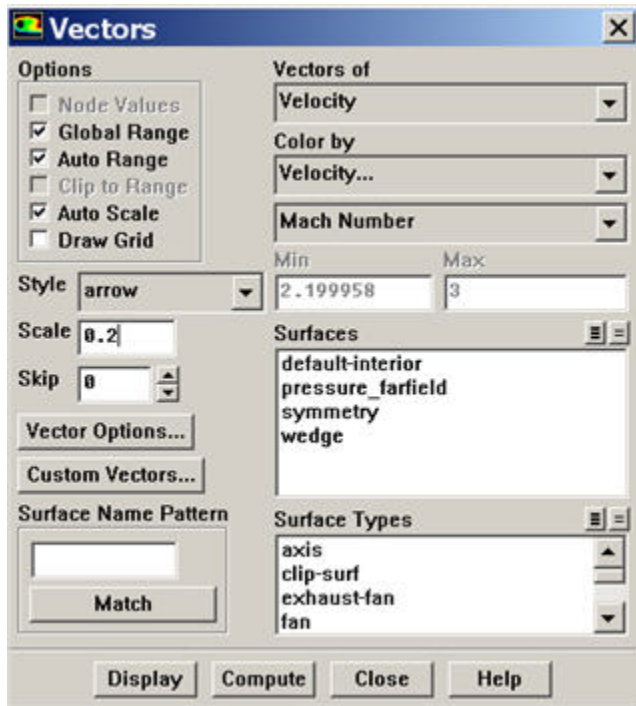 Vectors
Options
Node Values
Global Range
Auto Range
Clip to Range
Auto Scale
Draw Grid
Style arrow
Scale 0.2
Skip 0
Vector Options...
Custom Vectors...
Surface Name Pattern
Match
Vectors of
Velocity
Color by
Velocity...
Mach Number
Min Max
2.199958 3
Surfaces
default-interior
pressure_farfield
symmetry
wedge
Surface Types
axis
clip-surf
exhaust-fan
fan
Display Compute Close Help